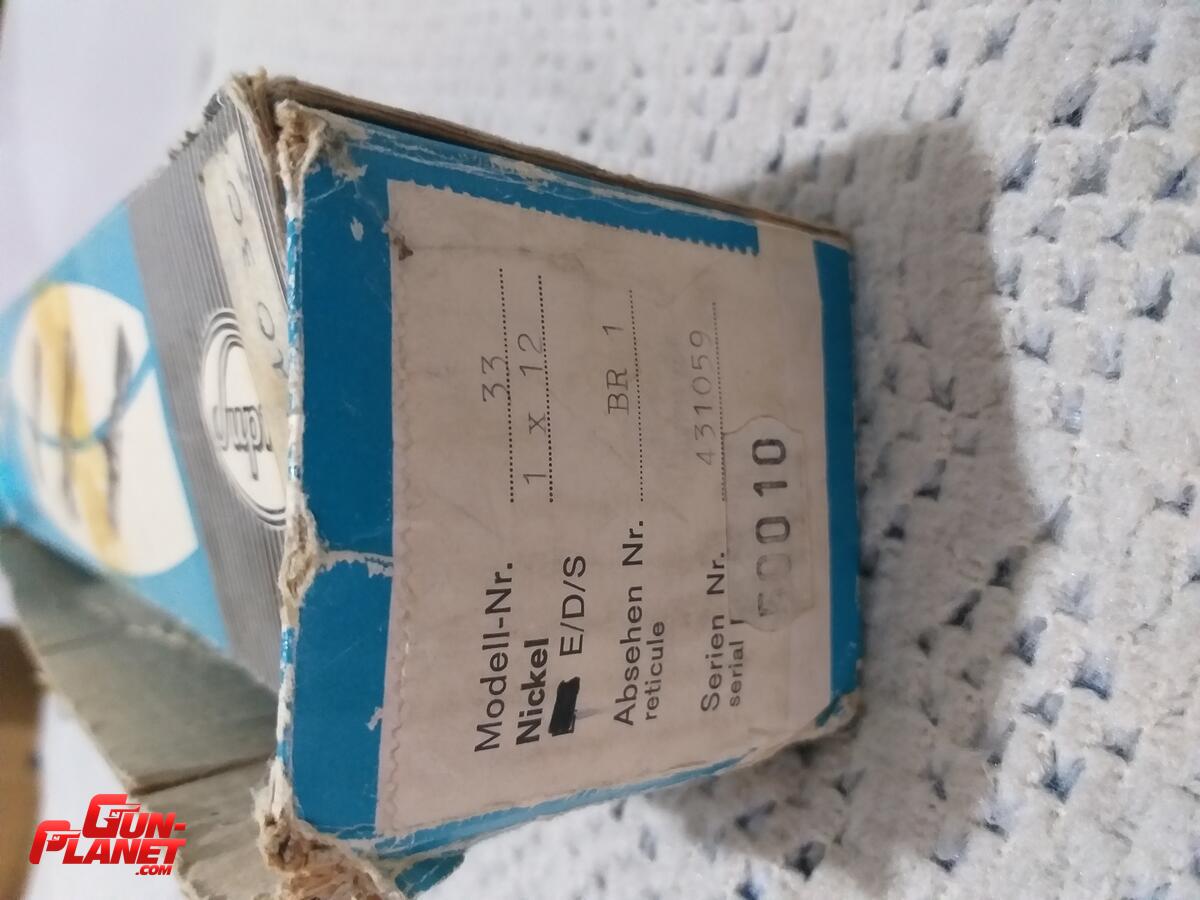 Modell-Nr. 33
Nickel 1 x 12
E/D/S
Absehen Nr. BR 1
reticule
Serien Nr. 431059
serial
0010
GUN-
PLANET
.COM